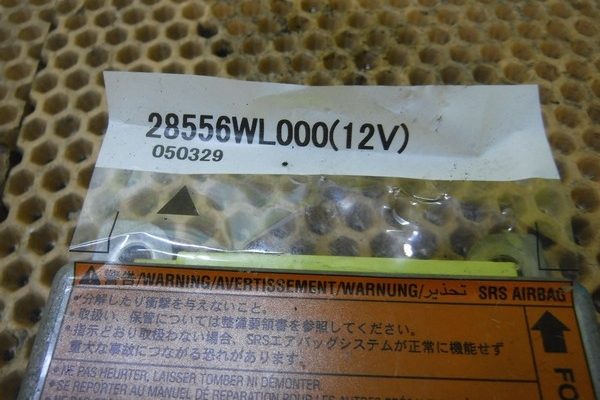 28556WL000(12V)
050329
警告/WARNING/AVERTISSEMENT/WARNUNG/تحذير SRS AIRBAG
•分解したり衝撃を与えないこと。
•取扱い、保管については整備要領書を参照してください。
•指示どおり取扱わない場合、SRSエアバッグシステムが正常に機能せず
重大な事故につながる恐れがあります。
•NE PAS HEURTER, LAISSER TOMBER NI DEMONTER.
•SE REPORTER AU MANUEL DE REPARATION POUR LES AUTRES
FO